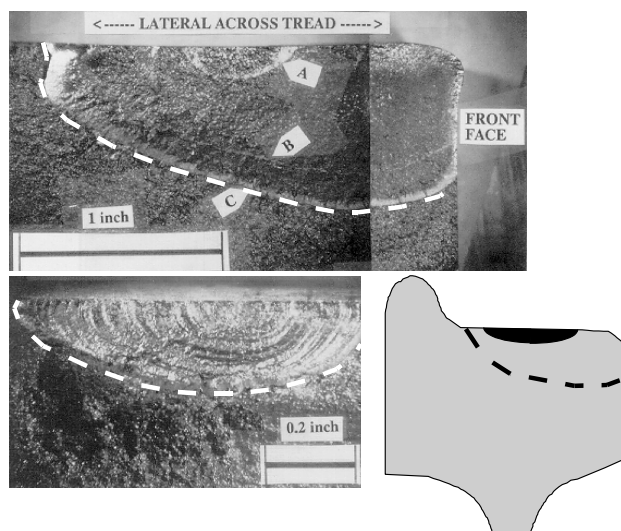 <------ LATERAL ACROSS TREAD ------>
A
B
FRONT
FACE
C
1 inch
0.2 inch